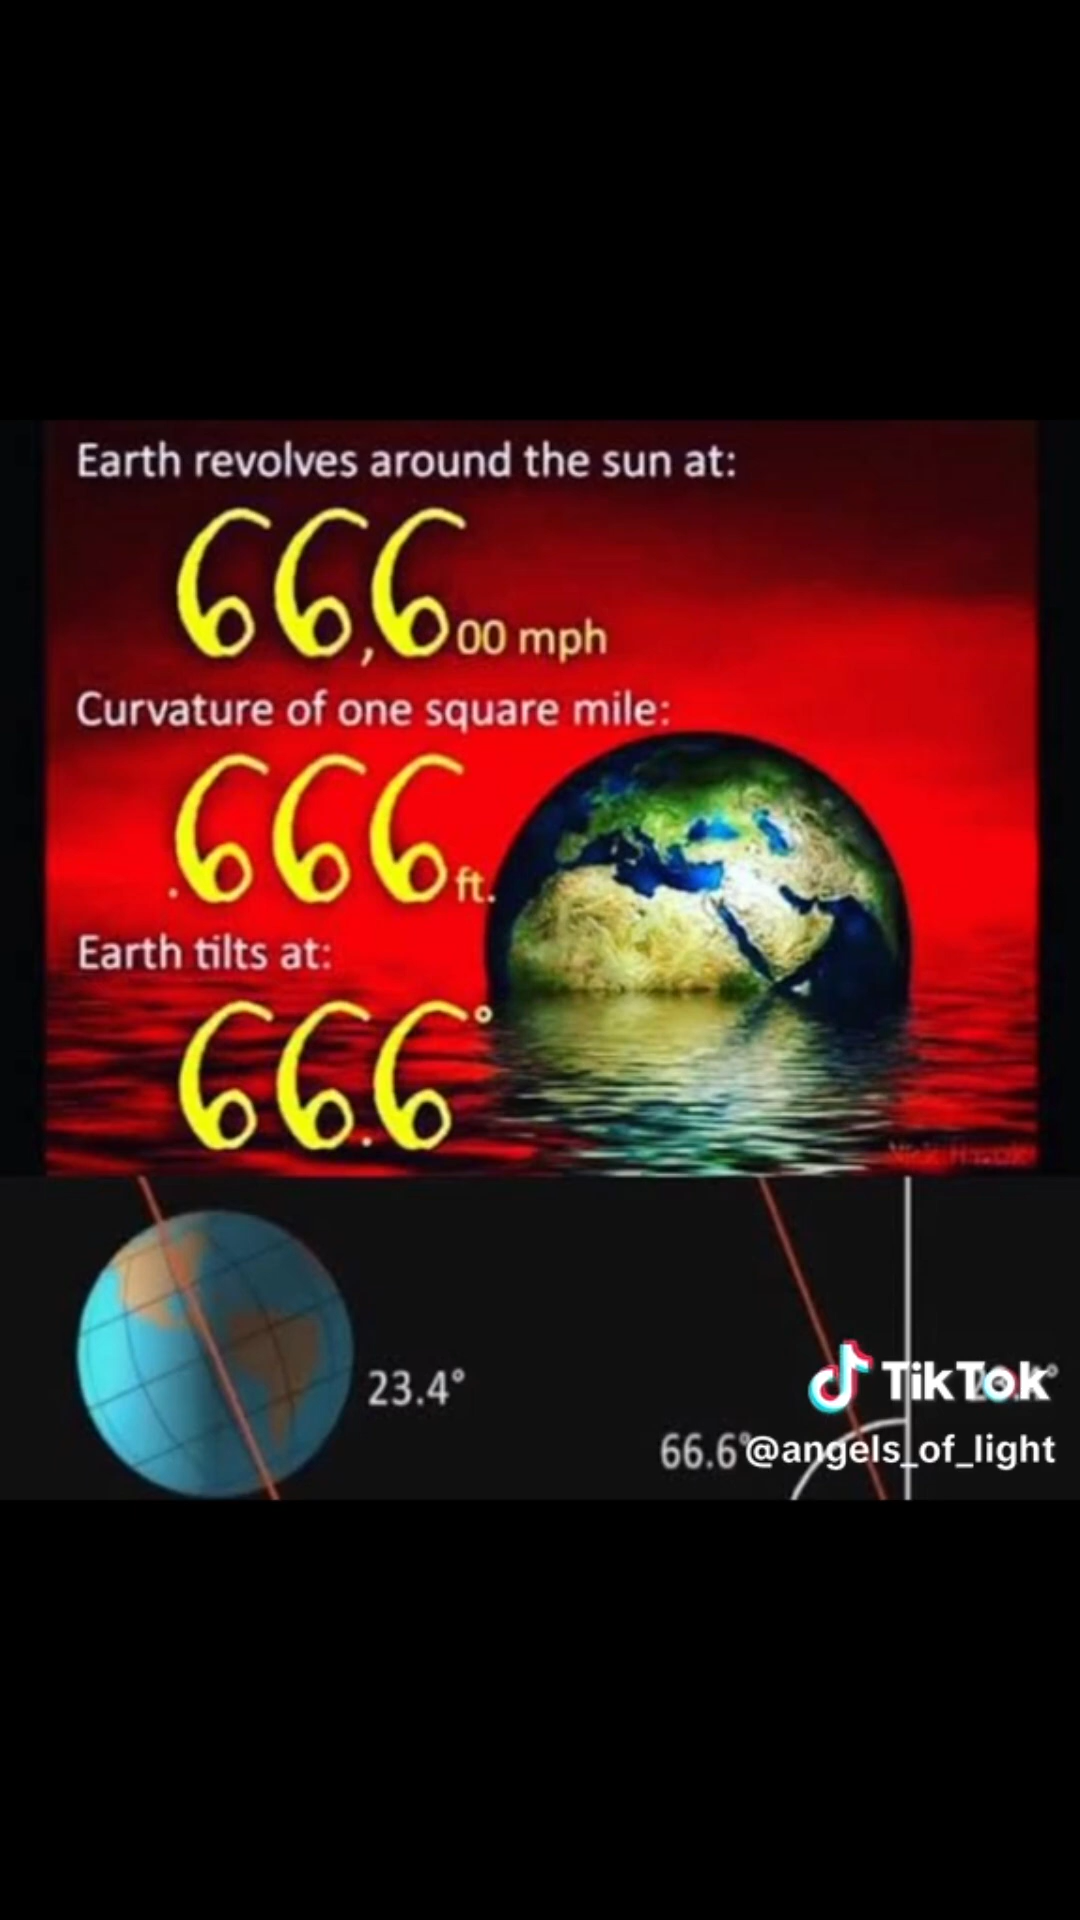 Earth revolves around the sun at:
66,600 mph
Curvature of one square mile:
.666 ft.
Earth tilts at:
66.6°
23.4°
TikTok
66.6°
@angels_of_light